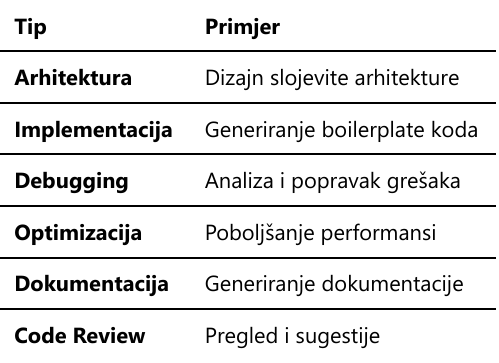 Tip Primjer
Arhitektura Dizajn slojevite arhitekture
Implementacija Generiranje boilerplate koda
Debugging Analiza i popravak grešaka
Optimizacija Poboljšanje performansi
Dokumentacija Generiranje dokumentacije
Code Review Pregled i sugestije